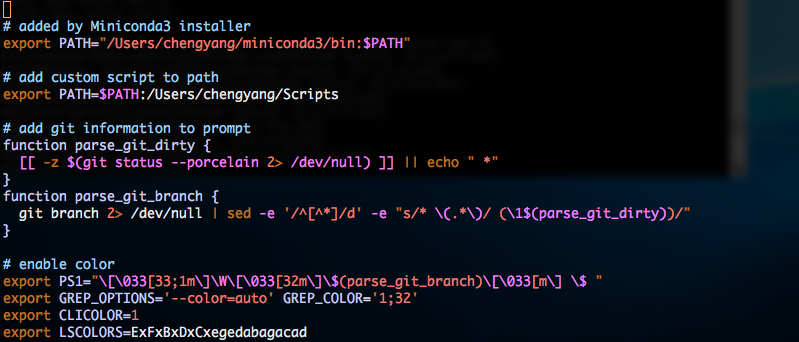 # added by Miniconda3 installer
export PATH="/Users/chengyang/miniconda3/bin:$PATH"
# add custom script to path
export PATH=$PATH:/Users/chengyang/Scripts
# add git information to prompt
function parse_git_dirty {
  [[ -z $(git status --porcelain 2> /dev/null) ]] || echo " *"
}
function parse_git_branch {
  git branch 2> /dev/null | sed -e '/^[^*]/d' -e "s/* \(.*\)/ (\1$(parse_git_dirty))/"
}
# enable color
export PS1="\[\033[33;1m\]\W\[\033[32m\]\$(parse_git_branch)\[\033[m\] \$ "
export GREP_OPTIONS='--color=auto' GREP_COLOR='1;32'
export CLICOLOR=1
export LSCOLORS=ExFxBxDxCxegedabagacad